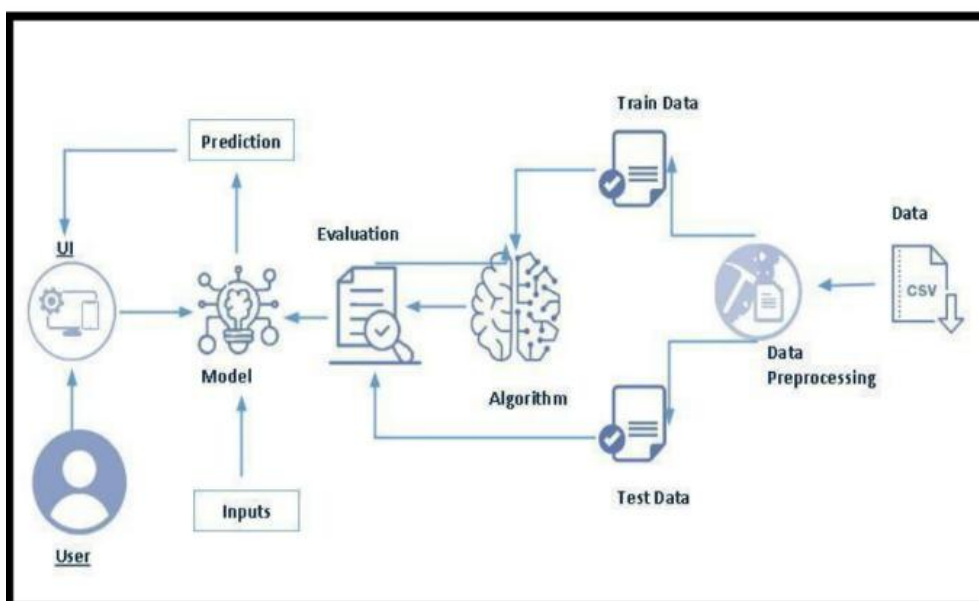 Train Data
Prediction
Data
Evaluation
UI
CSV
Data
Preprocessing
Model
Algorithm
Inputs
Test Data
User